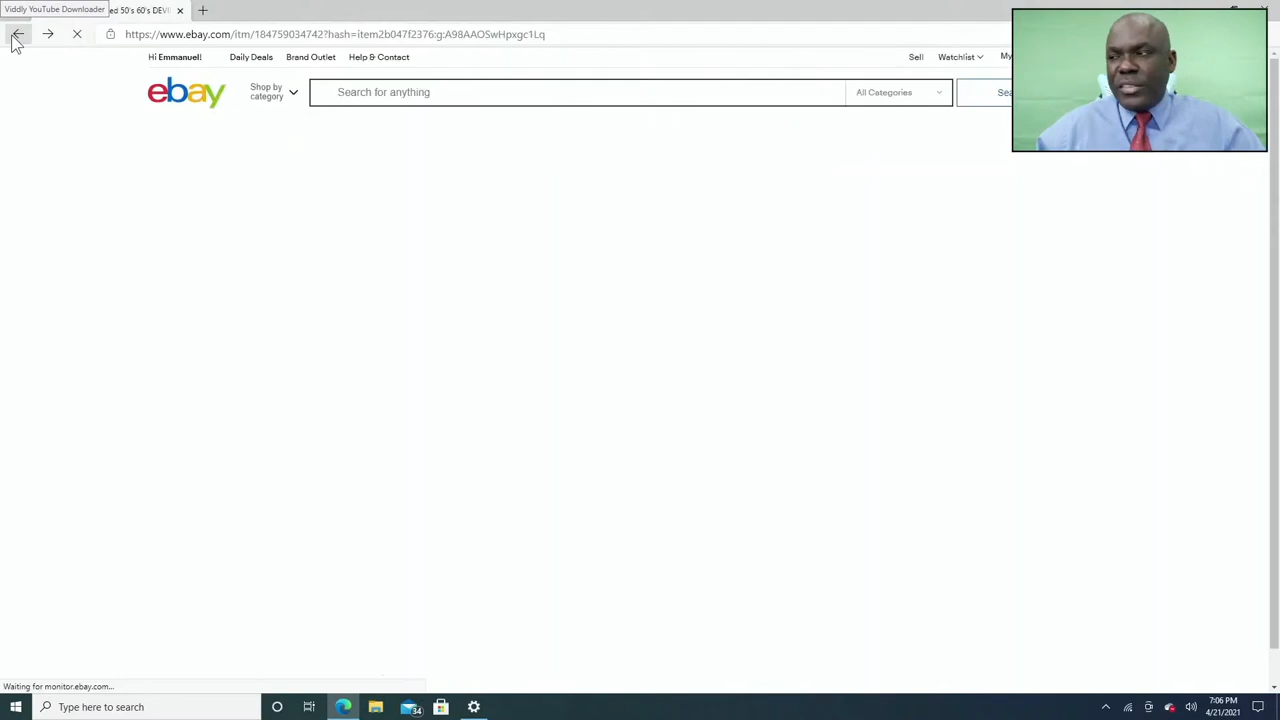 Viddly YouTube Downloader
ed 50's 60's DEVI
https://www.ebay.com/itm/184759034742?hash=item2b047f2376:g:A98AAOSwHpxgc1Lq
Hi Emmanuel! Daily Deals Brand Outlet Help & Contact Sell Watchlist My
ebay Shop by category Search for anything All Categories Sea
Waiting for monitor.ebay.com...
Type here to search
34
7:06 PM
4/21/2021